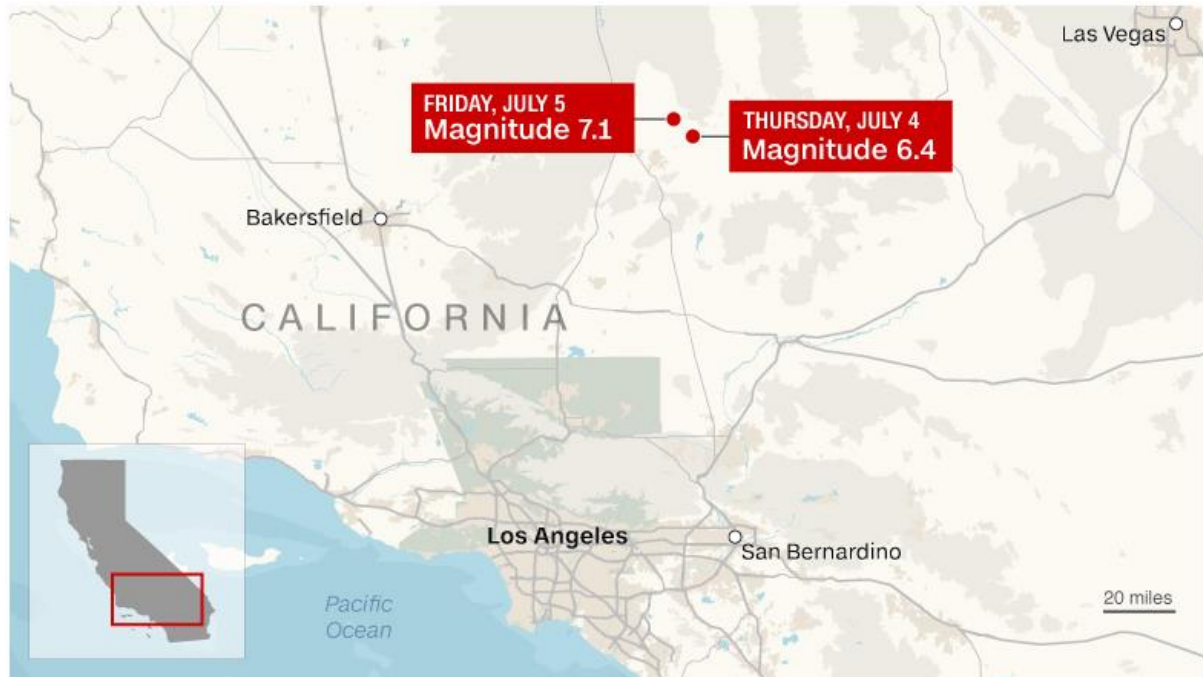 Las Vegas
FRIDAY, JULY 5
Magnitude 7.1
THURSDAY, JULY 4
Magnitude 6.4
Bakersfield
CALIFORNIA
Los Angeles
San Bernardino
Pacific
Ocean
20 miles